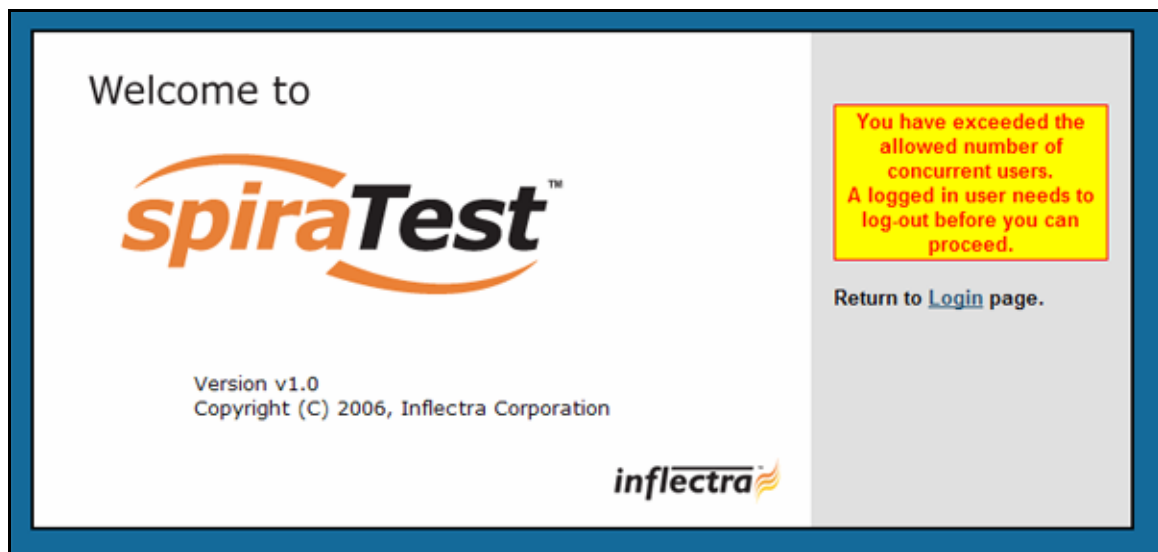 Welcome to
spiraTest™
Version v1.0
Copyright (C) 2006, Inflectra Corporation
inflectra™
You have exceeded the
allowed number of
concurrent users.
A logged in user needs to
log-out before you can
proceed.
Return to Login page.